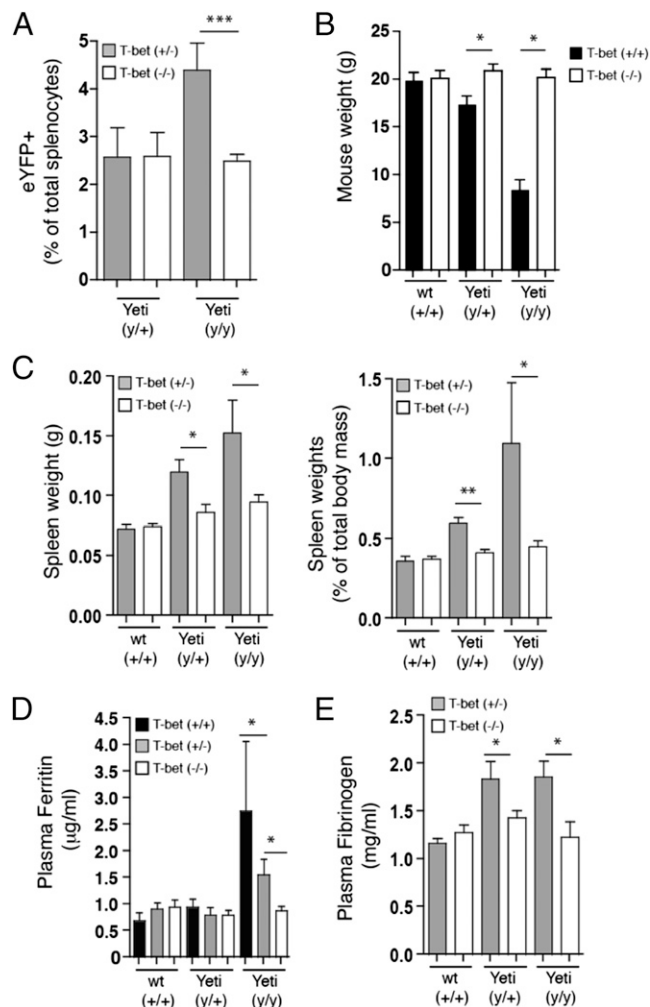 A
eYFP+
(% of total splenocytes)
5
4
3
2
1
0
T-bet (+/-)
T-bet (-/-)
***
Yeti
(y/+)
Yeti
(y/y)
B
Mouse weight (g)
25
20
15
10
5
0
*
*
T-bet (+/+)
T-bet (-/-)
wt
(+/+)
Yeti
(y/+)
Yeti
(y/y)
C
Spleen weight (g)
0.20
0.15
0.10
0.05
0.00
T-bet (+/-)
T-bet (-/-)
*
*
wt
(+/+)
Yeti
(y/+)
Yeti
(y/y)
Spleen weights
(% of total body mass)
1.5
1.0
0.5
0.0
T-bet (+/-)
T-bet (-/-)
**
*
wt
(+/+)
Yeti
(y/+)
Yeti
(y/y)
D
Plasma Ferritin
(μg/ml)
4.5
4.0
3.5
3.0
2.5
2.0
1.5
1.0
0.5
0.0
T-bet (+/+)
T-bet (+/-)
T-bet (-/-)
*
*
wt
(+/+)
Yeti
(y/+)
Yeti
(y/y)
E
Plasma Fibrinogen
(mg/ml)
2.5
2.0
1.5
1.0
0.5
0.0
T-bet (+/-)
T-bet (-/-)
*
*
wt
(+/+)
Yeti
(y/+)
Yeti
(y/y)